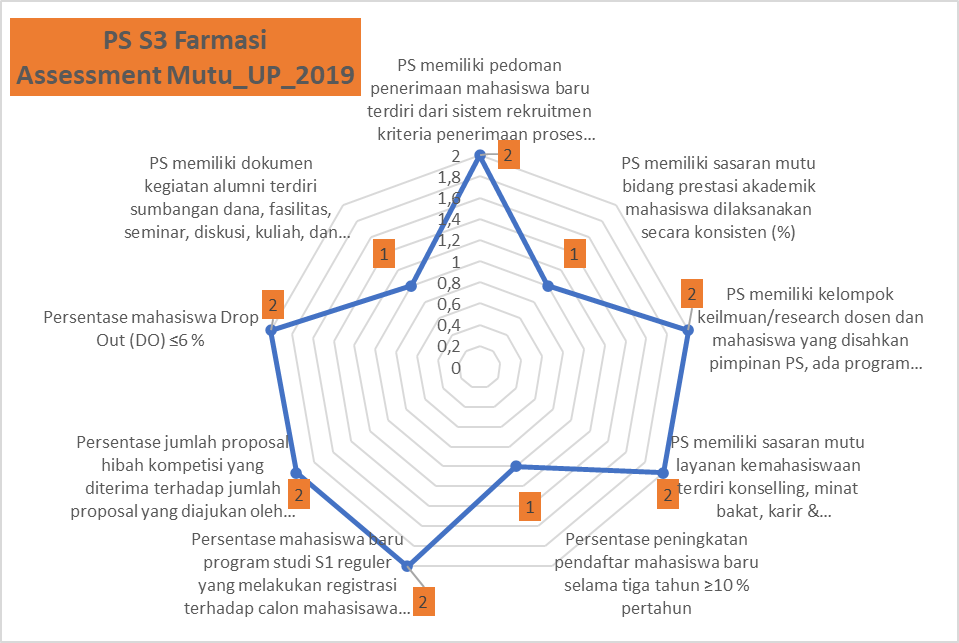 PS S3 Farmasi
Assessment Mutu_UP_2019
PS memiliki pedoman
penerimaan mahasiswa baru
terdiri dari sistem rekruitmen
kriteria penerimaan proses...
2
PS memiliki sasaran mutu
bidang prestasi akademik
mahasiswa dilaksanakan
secara konsisten (%)
1
PS memiliki kelompok
keilmuan/research dosen dan
mahasiswa yang disahkan
pimpinan PS, ada program...
2
PS memiliki sasaran mutu
layanan kemahasiswaan
terdiri konselling, minat
bakat, karir &...
2
Persentase peningkatan
pendaftar mahasiswa baru
selama tiga tahun ≥10 %
pertahun
1
Persentase mahasiswa baru
program studi S1 reguler
yang melakukan registrasi
terhadap calon mahasisawa...
2
Persentase jumlah proposal
hibah kompetisi yang
diterima terhadap jumlah
proposal yang diajukan oleh...
2
Persentase mahasiswa Drop
Out (DO) ≤6 %
2
PS memiliki dokumen
kegiatan alumni terdiri
sumbangan dana, fasilitas,
seminar, diskusi, kuliah, dan...
1
2
1,8
1,6
1,4
1,2
1
0,8
0,6
0,4
0,2
0